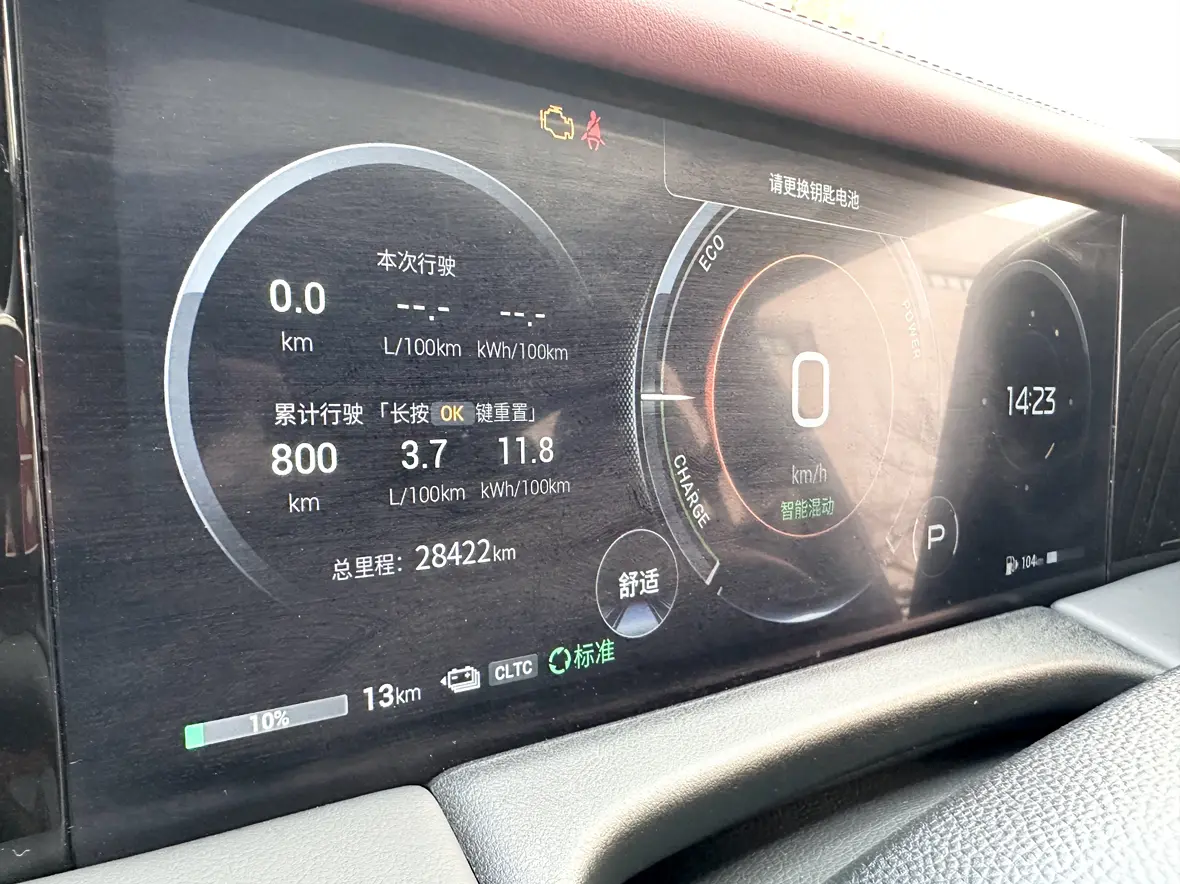 请更换钥匙电池
本次行驶
0.0 --.- --.-
km L/100km kWh/100km
累计行驶「长按 OK 键重置」
800 3.7 11.8
km L/100km kWh/100km
总里程: 28422km
舒适
10% 13km CLTC 标准
ECO
POWER
CHARGE
0
km/h
智能混动
P
14:23
104km